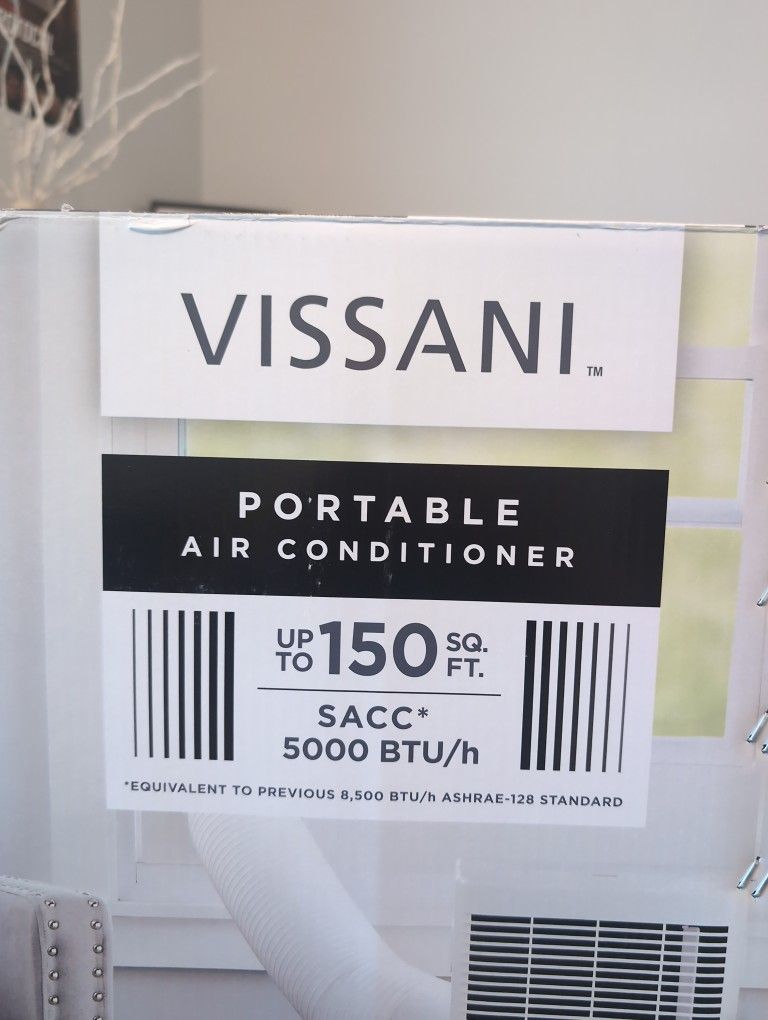 VISSANI™
PORTABLE
AIR CONDITIONER
UP TO 150 SQ. FT.
SACC*
5000 BTU/h
*EQUIVALENT TO PREVIOUS 8,500 BTU/h ASHRAE-128 STANDARD